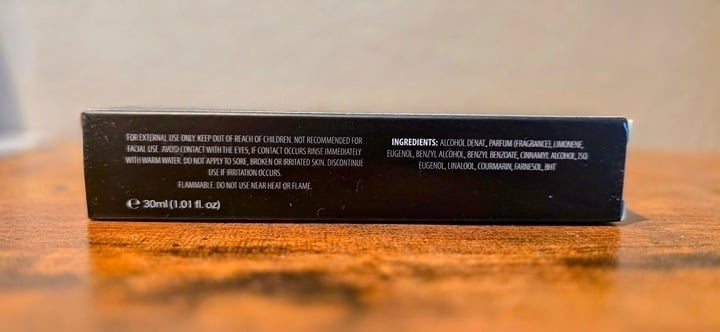 FOR EXTERNAL USE ONLY. KEEP OUT OF REACH OF CHILDREN. NOT RECOMMENDED FOR
FACIAL USE. AVOID CONTACT WITH THE EYES, IF CONTACT OCCURS RINSE IMMEDIATELY
WITH WARM WATER. DO NOT APPLY TO SORE, BROKEN OR IRRITATED SKIN. DISCONTINUE
USE IF IRRITATION OCCURS.
FLAMMABLE. DO NOT USE NEAR HEAT OR FLAME.
℮ 30ml (1.01 fl. oz)
INGREDIENTS: ALCOHOL DENAT, PARFUM (FRAGRANCE), LIMONENE,
EUGENOL, BENZYL ALCOHOL, BENZYL BENZOATE, CINNAMYL ALCOHOL, ISO
EUGENOL, LINALOOL, COURMARIN, FARNESOL, BHT